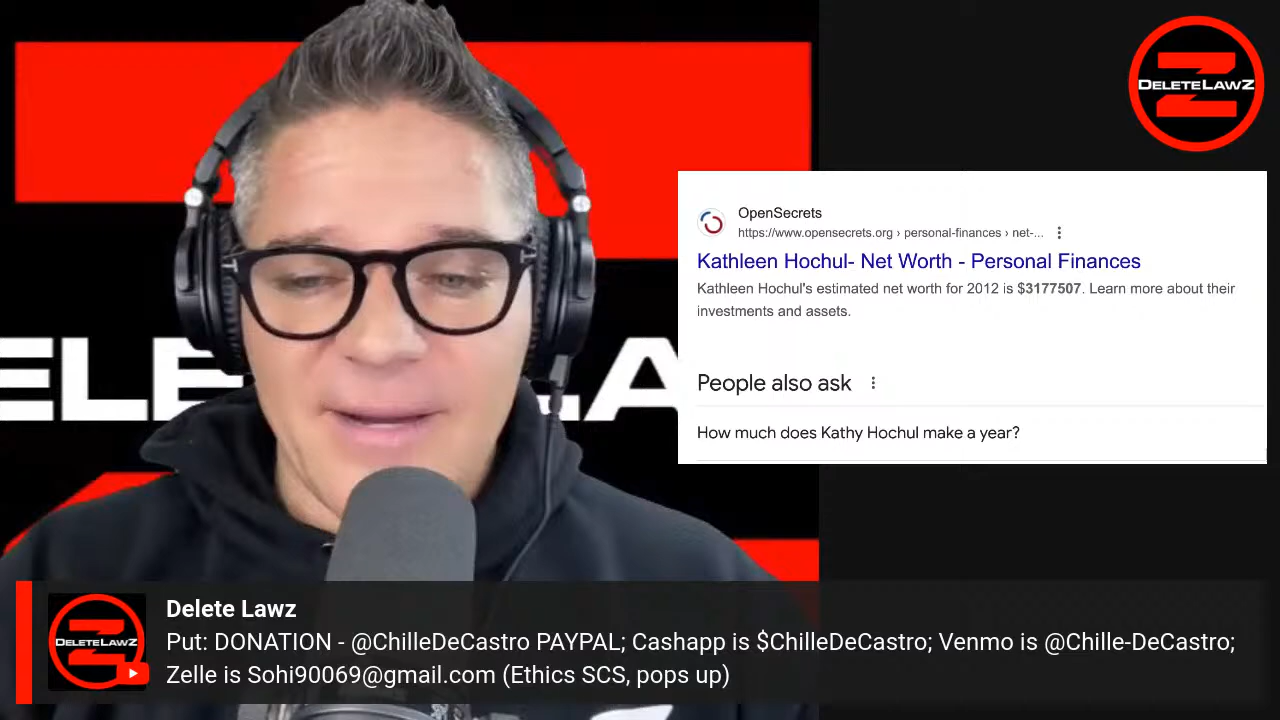 DELETELAWZ
OpenSecrets
https://www.opensecrets.org › personal-finances › net-...
Kathleen Hochul- Net Worth - Personal Finances
Kathleen Hochul's estimated net worth for 2012 is $3177507. Learn more about their
investments and assets.
People also ask
How much does Kathy Hochul make a year?
ELE LA
Delete Lawz
DELETELAWZ
Put: DONATION - @ChilleDeCastro PAYPAL; Cashapp is $ChilleDeCastro; Venmo is @Chille-DeCastro;
Zelle is Sohi90069@gmail.com (Ethics SCS, pops up)